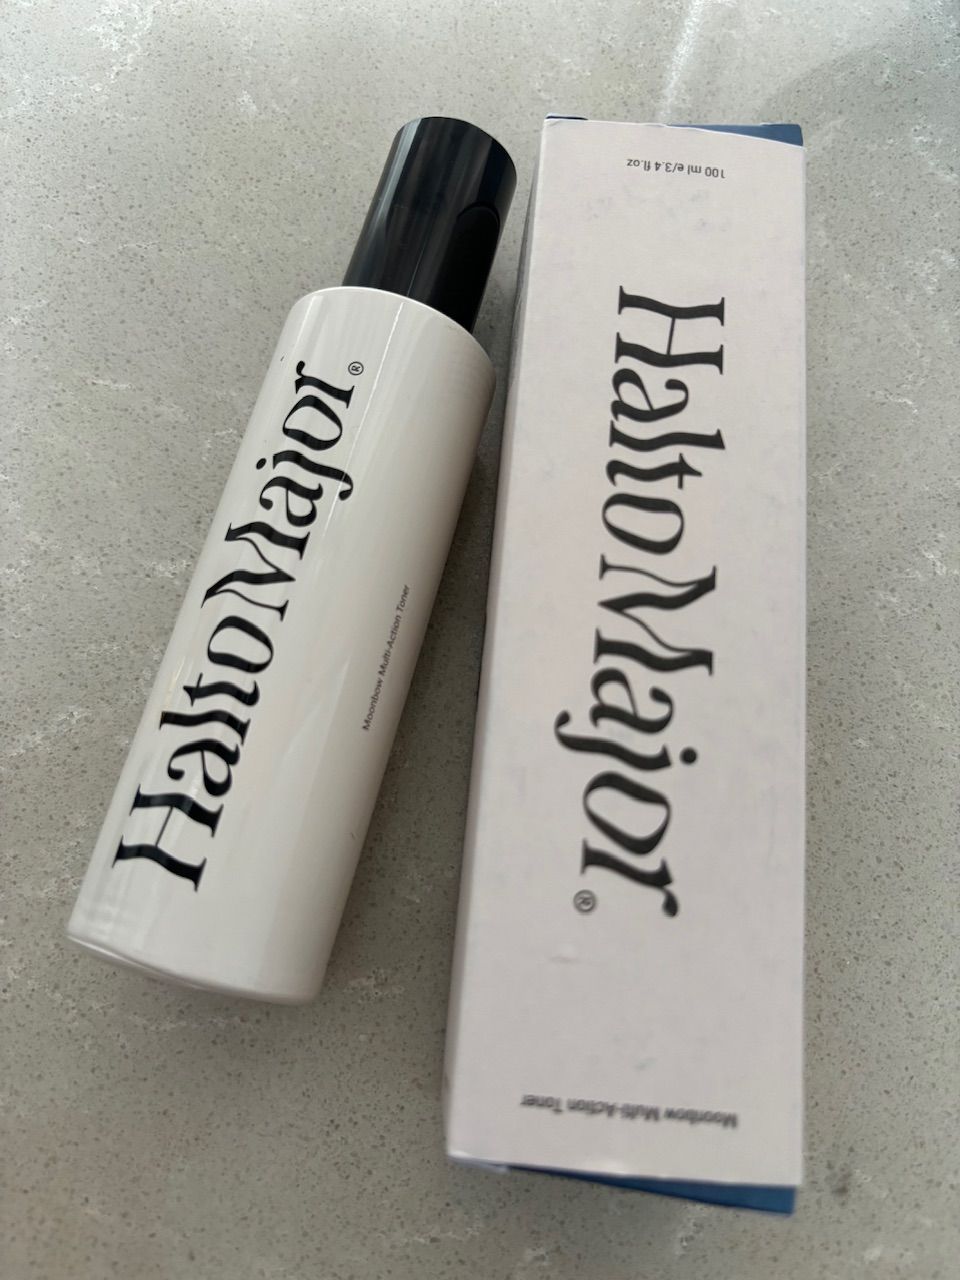 HaltoMajor®
Moonbow Multi-Action Toner
100 ml e/3.4 fl.oz
HaltoMajor®
Moonbow Multi-Action Toner